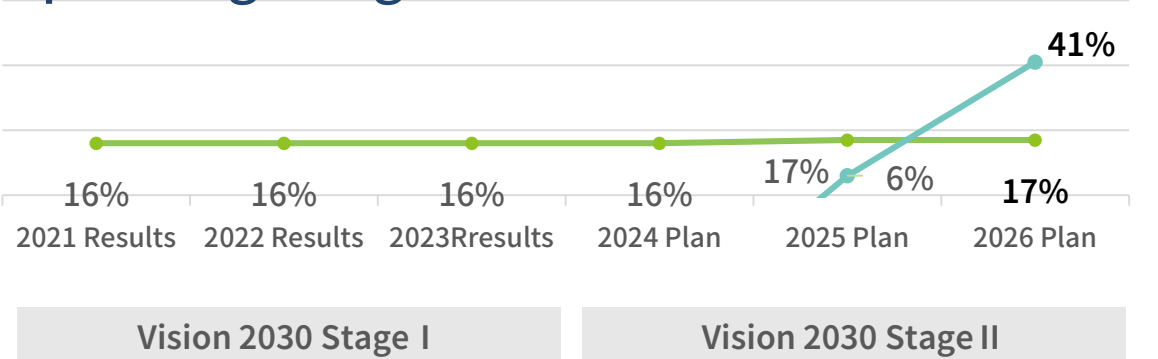 41%
17% 6%
16% 16% 16% 16% 17%
2021 Results 2022 Results 2023Rresults 2024 Plan 2025 Plan 2026 Plan
Vision 2030 Stage I Vision 2030 Stage II